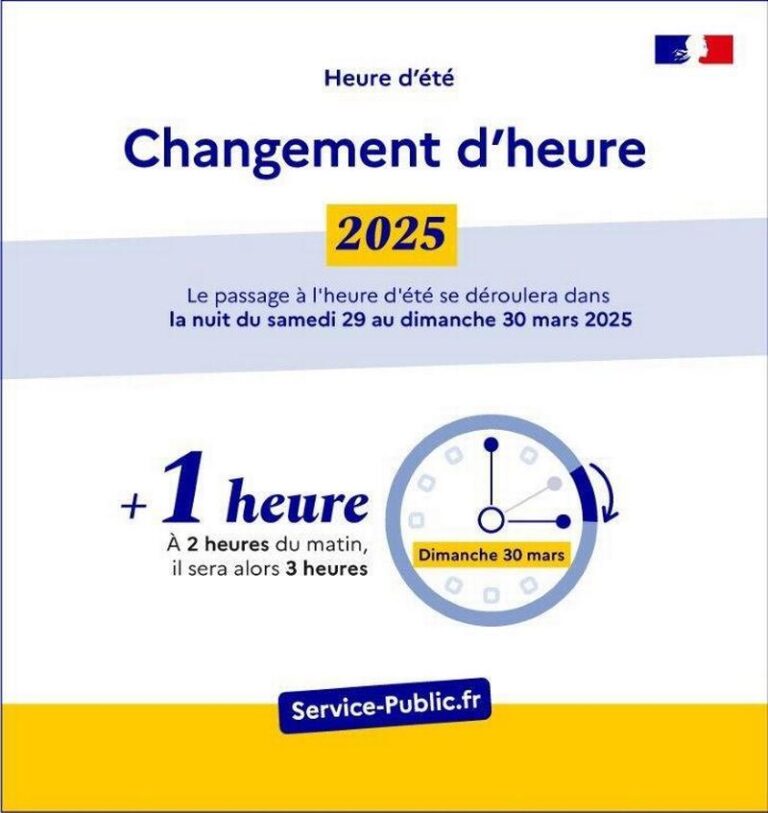 Heure d’été
Changement d’heure
2025
Le passage à l'heure d'été se déroulera dans
la nuit du samedi 29 au dimanche 30 mars 2025
+ 1 heure
À 2 heures du matin,
il sera alors 3 heures
Dimanche 30 mars
Service-Public.fr